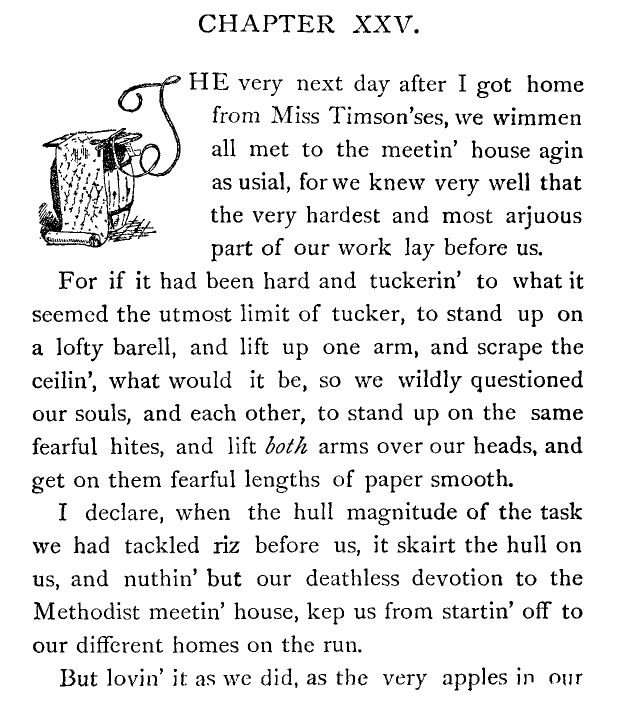 CHAPTER XXV.
THE very next day after I got home
from Miss Timson'ses, we wimmen
all met to the meetin' house agin
as usial, for we knew very well that
the very hardest and most arjuous
part of our work lay before us.
For if it had been hard and tuckerin' to what it
seemed the utmost limit of tucker, to stand up on
a lofty barell, and lift up one arm, and scrape the
ceilin', what would it be, so we wildly questioned
our souls, and each other, to stand up on the same
fearful hites, and lift both arms over our heads, and
get on them fearful lengths of paper smooth.
I declare, when the hull magnitude of the task
we had tackled riz before us, it skairt the hull on
us, and nuthin' but our deathless devotion to the
Methodist meetin' house, kep us from startin' off to
our different homes on the run.
But lovin' it as we did, as the very apples in our